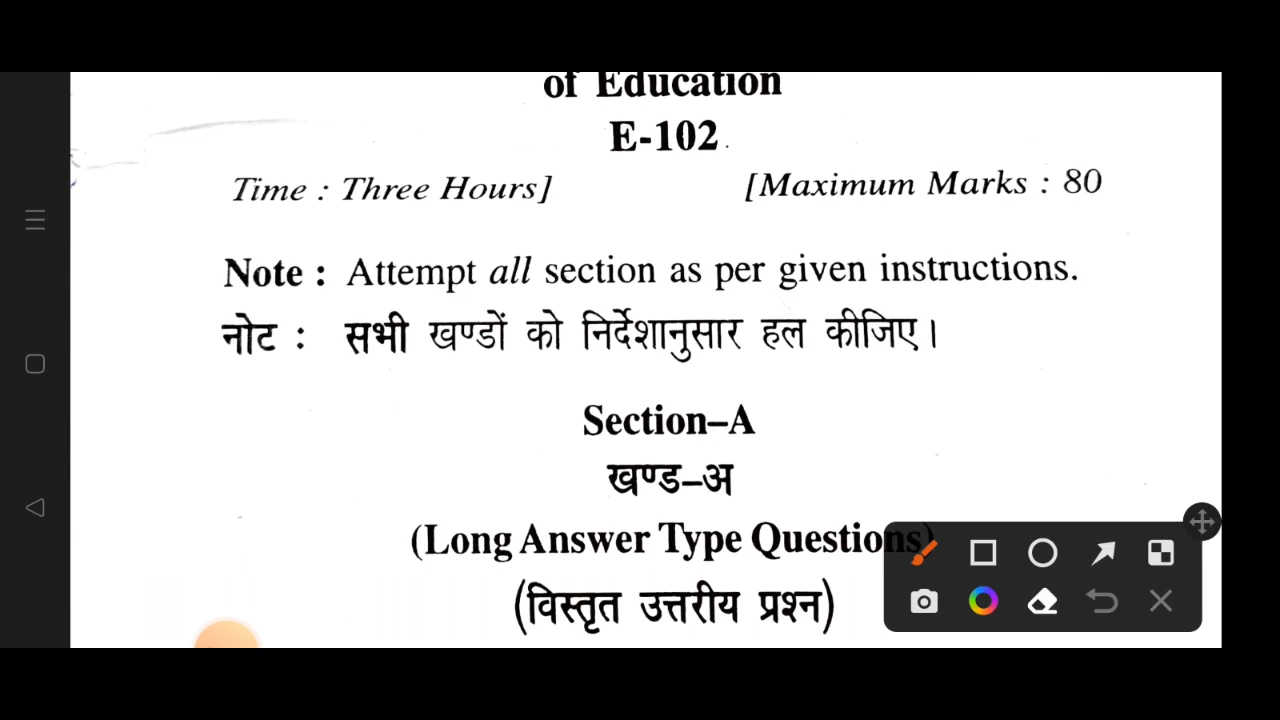 of Education
E-102
Time : Three Hours] [Maximum Marks : 80
Note : Attempt all section as per given instructions.
नोट : सभी खण्डों को निर्देशानुसार हल कीजिए।
Section–A
खण्ड–अ
(Long Answer Type Questions)
(विस्तृत उत्तरीय प्रश्न)